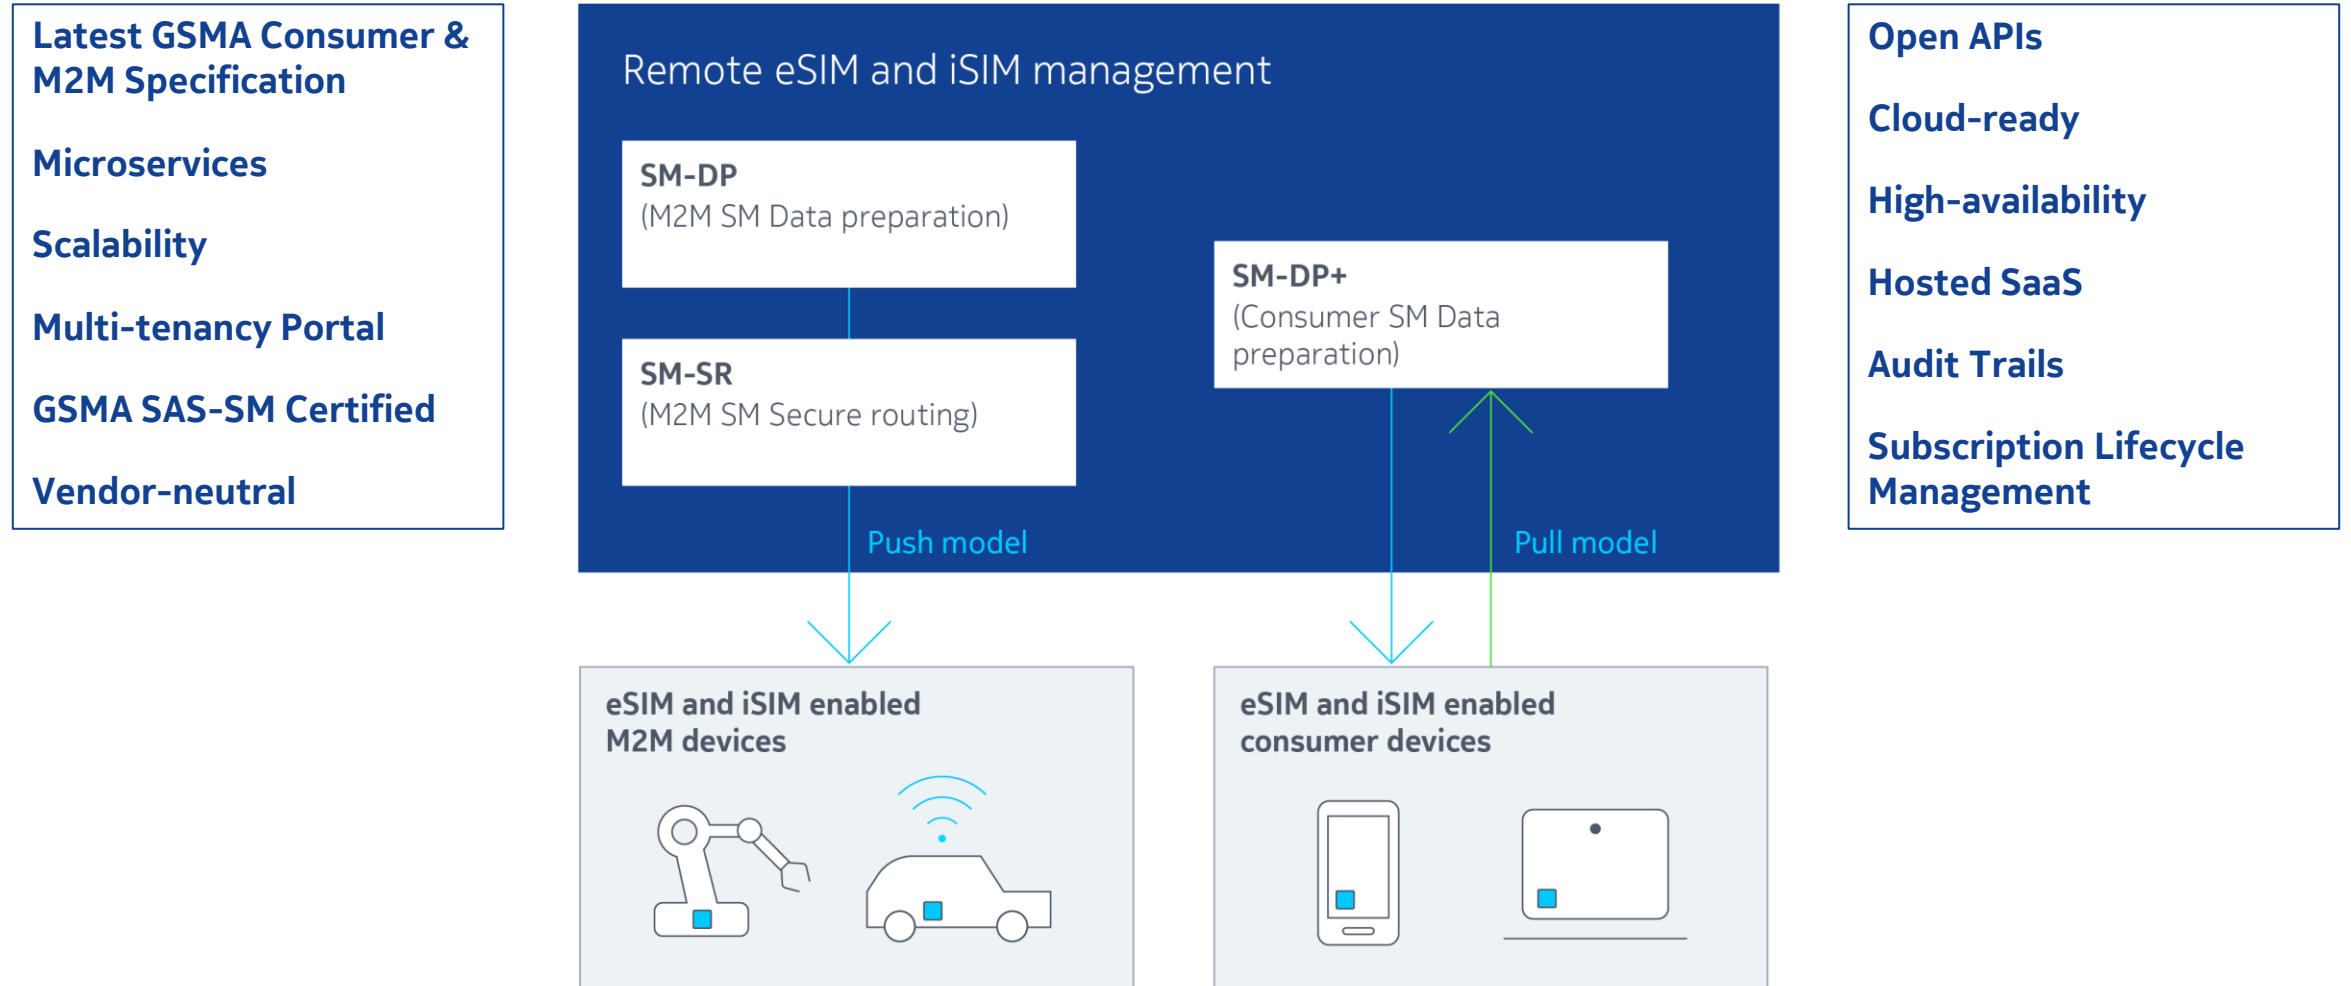 Latest GSMA Consumer &
M2M Specification
Microservices
Scalability
Multi-tenancy Portal
GSMA SAS-SM Certified
Vendor-neutral
Remote eSIM and iSIM management
SM-DP
(M2M SM Data preparation)
SM-SR
(M2M SM Secure routing)
Push model
SM-DP+
(Consumer SM Data
preparation)
Pull model
eSIM and iSIM enabled
M2M devices
eSIM and iSIM enabled
consumer devices
Open APIs
Cloud-ready
High-availability
Hosted SaaS
Audit Trails
Subscription Lifecycle
Management